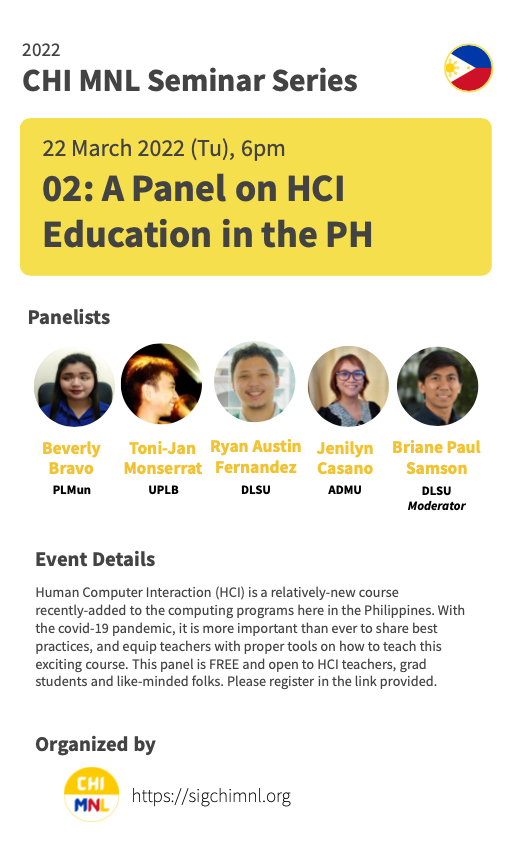 2022
CHI MNL Seminar Series
22 March 2022 (Tu), 6pm
02: A Panel on HCI
Education in the PH
Panelists
Beverly
Bravo
PLMun
Toni-Jan
Monserrat
UPLB
Ryan Austin
Fernandez
DLSU
Jenilyn
Casano
ADMU
Briane Paul
Samson
DLSU
Moderator
Event Details
Human Computer Interaction (HCI) is a relatively-new course
recently-added to the computing programs here in the Philippines. With
the covid-19 pandemic, it is more important than ever to share best
practices, and equip teachers with proper tools on how to teach this
exciting course. This panel is FREE and open to HCI teachers, grad
students and like-minded folks. Please register in the link provided.
Organized by
CHI
MNL
https://sigchimnl.org